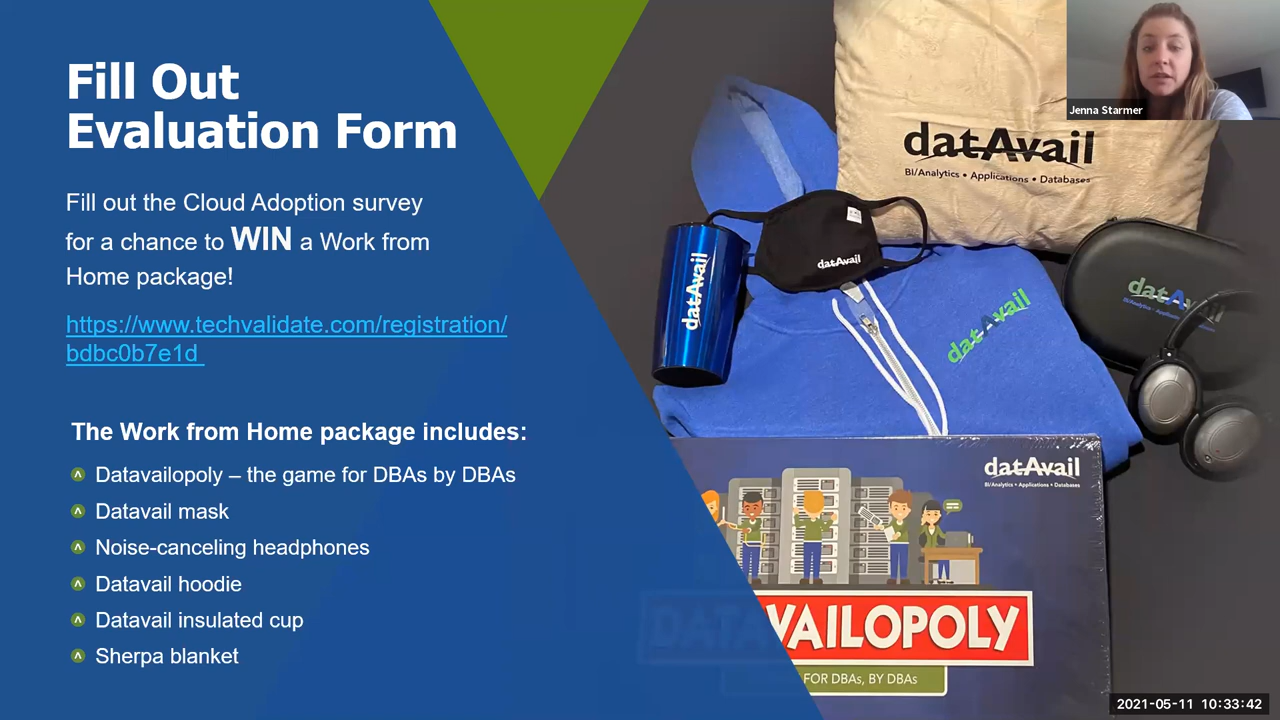 Fill Out
Evaluation Form
Fill out the Cloud Adoption survey
for a chance to WIN a Work from
Home package!
https://www.techvalidate.com/registration/
bdbc0b7e1d
The Work from Home package includes:
Datavailopoly – the game for DBAs by DBAs
Datavail mask
Noise-canceling headphones
Datavail hoodie
Datavail insulated cup
Sherpa blanket
datAvail
BI/Analytics • Applications • Databases
datAvail
datAvail
datAvail
datAv
datAvail
BI/Analytics • Applications • Databases
DATAVAILOPOLY
FOR DBAs, BY DBAs
Jenna Starmer
2021-05-11 10:33:42